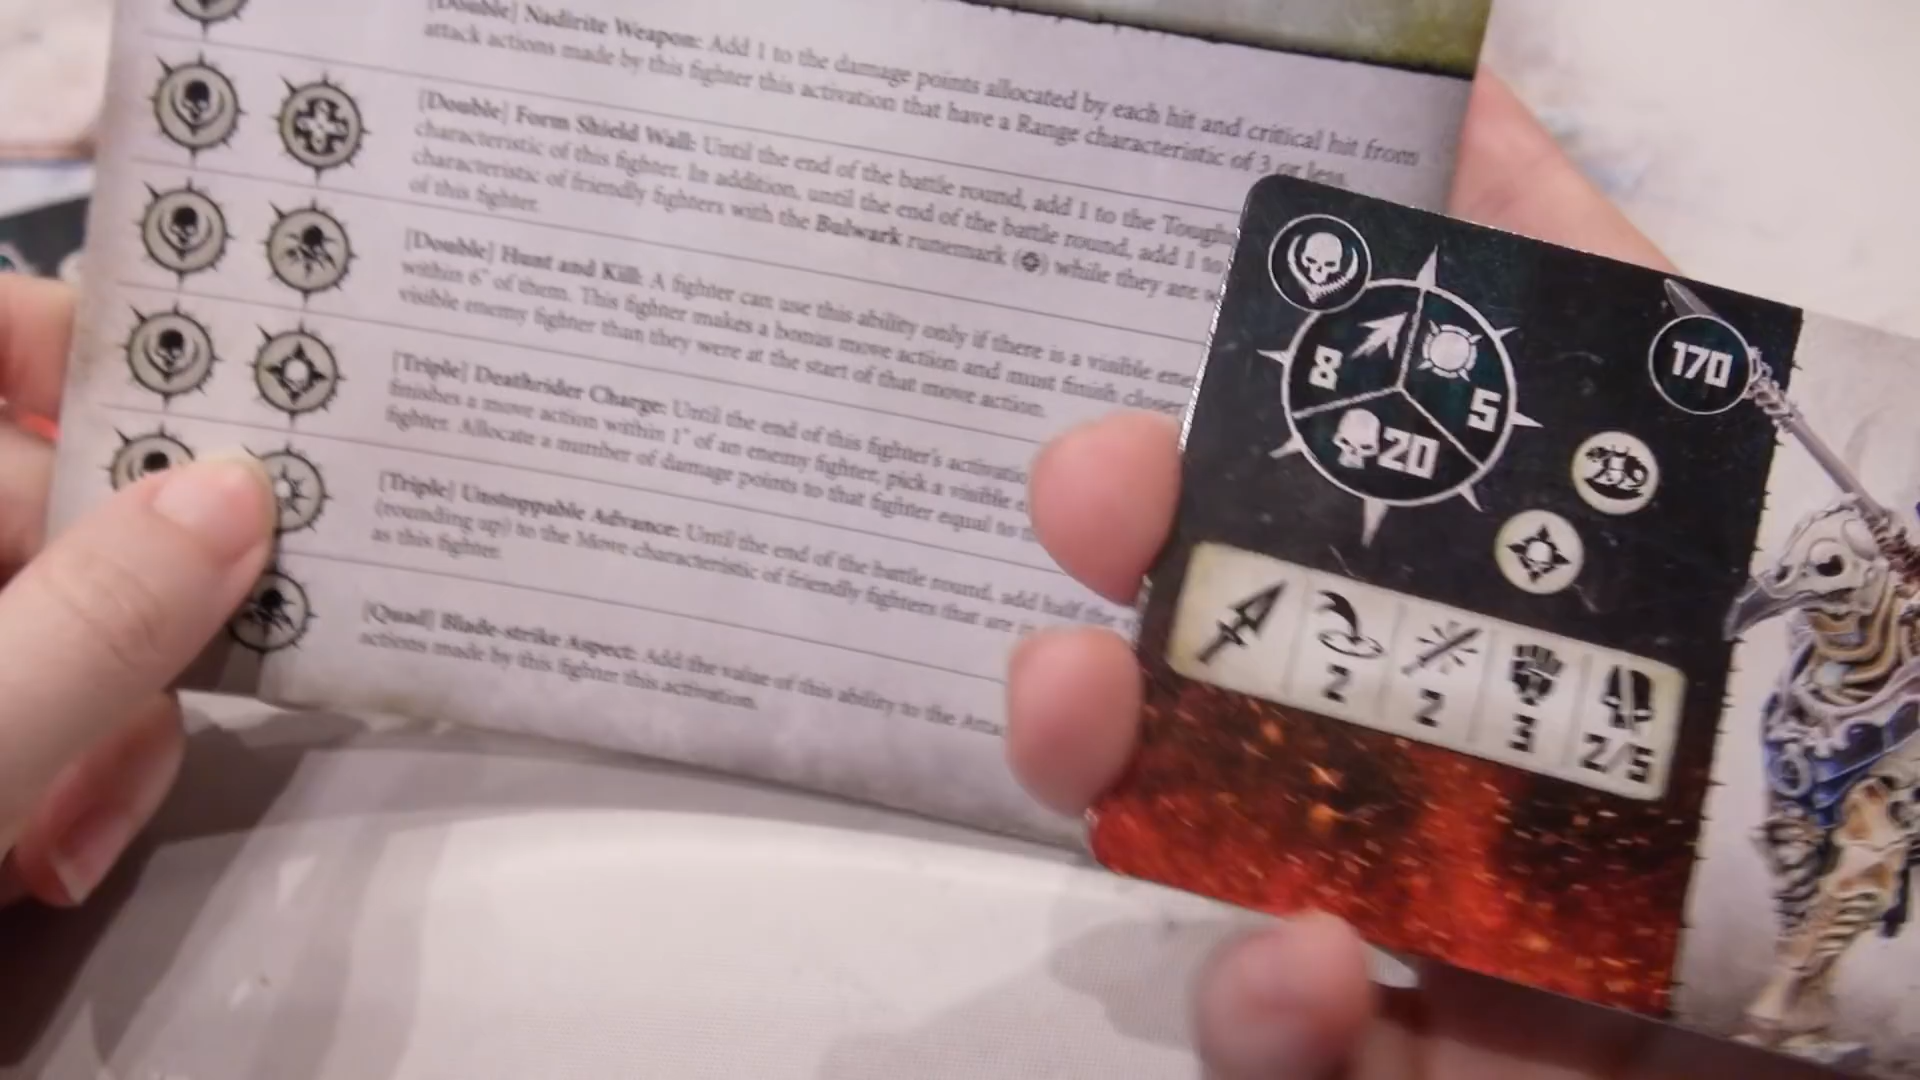 [Double] Nadirite Weapon: Add 1 to the damage points allocated by each hit and critical hit from
attack actions made by this fighter this activation that have a Range characteristic of 3 or less.
[Double] Form Shield Wall: Until the end of the battle round, add 1 to the Tough
characteristic of this fighter. In addition, until the end of the battle round, add 1 to
characteristic of friendly fighters with the Bulwark runemark ( ) while they are
of this fighter.
[Double] Hunt and Kill: A fighter can use this ability only if there is a visible ene
within 6" of them. This fighter makes a bonus move action and must finish closer
visible enemy fighter than they were at the start of that move action.
[Triple] Deathrider Charge: Until the end of this fighter's activatio
finishes a move action within 1" of an enemy fighter, pick a visible e
fighter. Allocate a number of damage points to that fighter equal to
[Triple] Unstoppable Advance: Until the end of the battle round, add half the
(rounding up) to the Move characteristic of friendly fighters that are
as this fighter.
[Quad] Blade-strike Aspect: Add the value of this ability to the Atta
actions made by this fighter this activation.
170
8
5
20
2
2
3
2/5